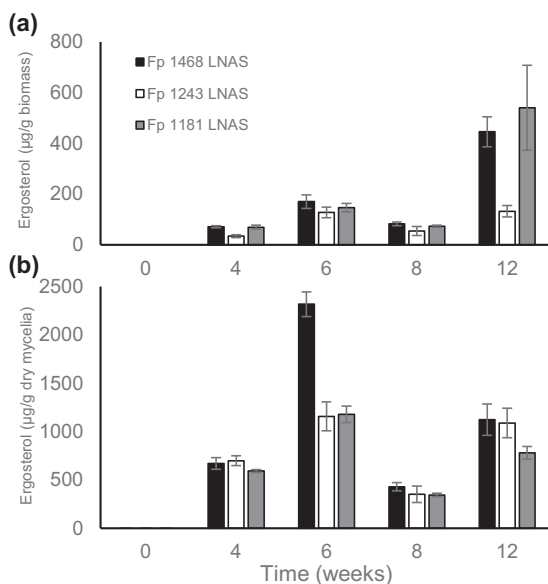 (a)
Ergosterol (µg/g biomass)
800
600
400
200
0
Fp 1468 LNAS
Fp 1243 LNAS
Fp 1181 LNAS
0 4 6 8 12
(b)
Ergosterol (µg/g dry mycelia)
2500
2000
1500
1000
500
0
0 4 6 8 12
Time (weeks)